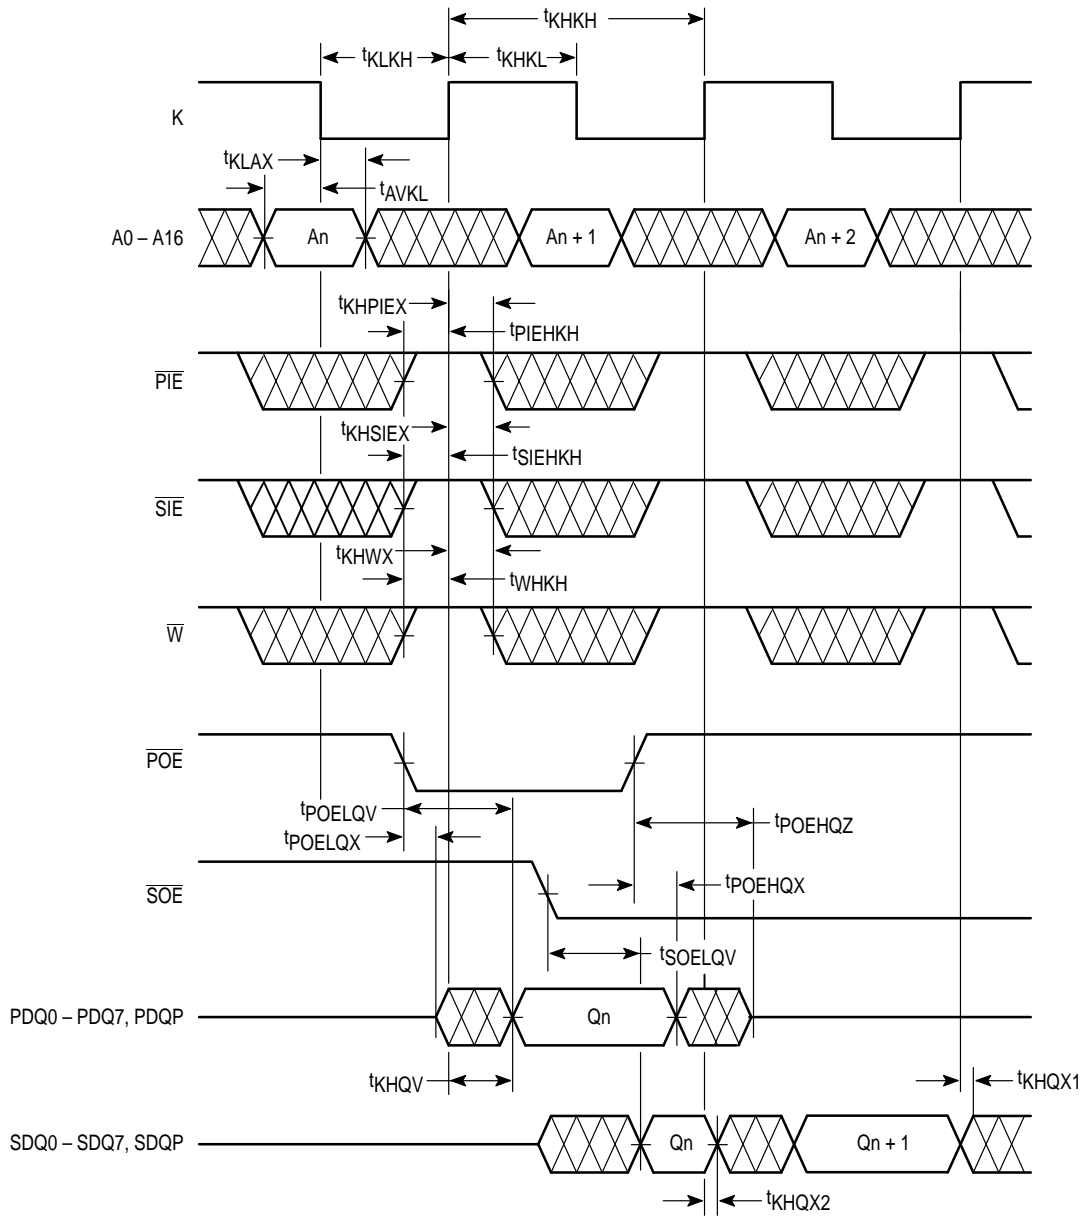 tKHKH
tKLKH
tKHKL
K
tKLAX
tAVKL
A0 – A16
An
An + 1
An + 2
tKHPIEX
tPIEHKH
PIE
tKHSIEX
tSIEHKH
SIE
tKHWX
tWHKH
W
POE
tPOELQV
tPOEHQZ
tPOELQX
SOE
tPOEHQX
tSOELQV
PDQ0 – PDQ7, PDQP
Qn
tKHQV
tKHQX1
SDQ0 – SDQ7, SDQP
Qn
Qn + 1
tKHQX2